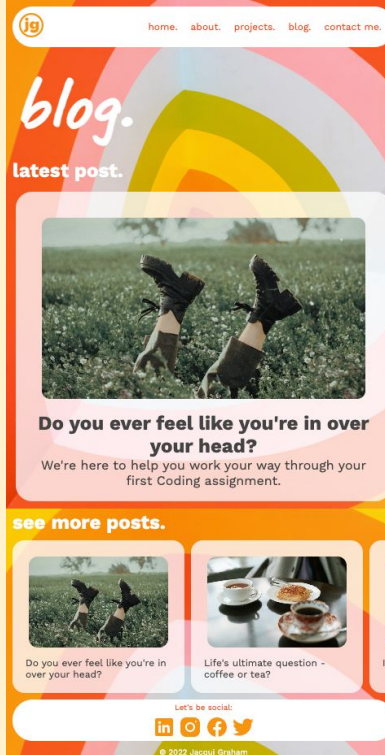 jg
home. about. projects. blog. contact me.
blog.
latest post.
Do you ever feel like you're in over
your head?
We're here to help you work your way through your
first Coding assignment.
see more posts.
Do you ever feel like you're in
over your head?
Life's ultimate question -
coffee or tea?
Let's be social:
in
© 2022 Jacqui Graham